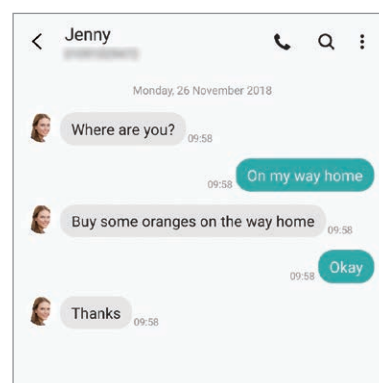 Jenny
Monday, 26 November 2018
Where are you?
09:58
On my way home
09:58
Buy some oranges on the way home
09:58
Okay
09:58
Thanks
09:58